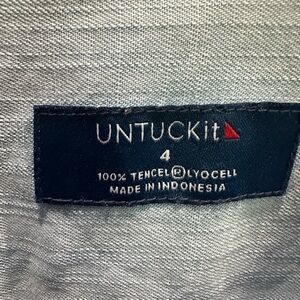 UNTUCKit
4
100% TENCEL®LYOCELL
MADE IN INDONESIA